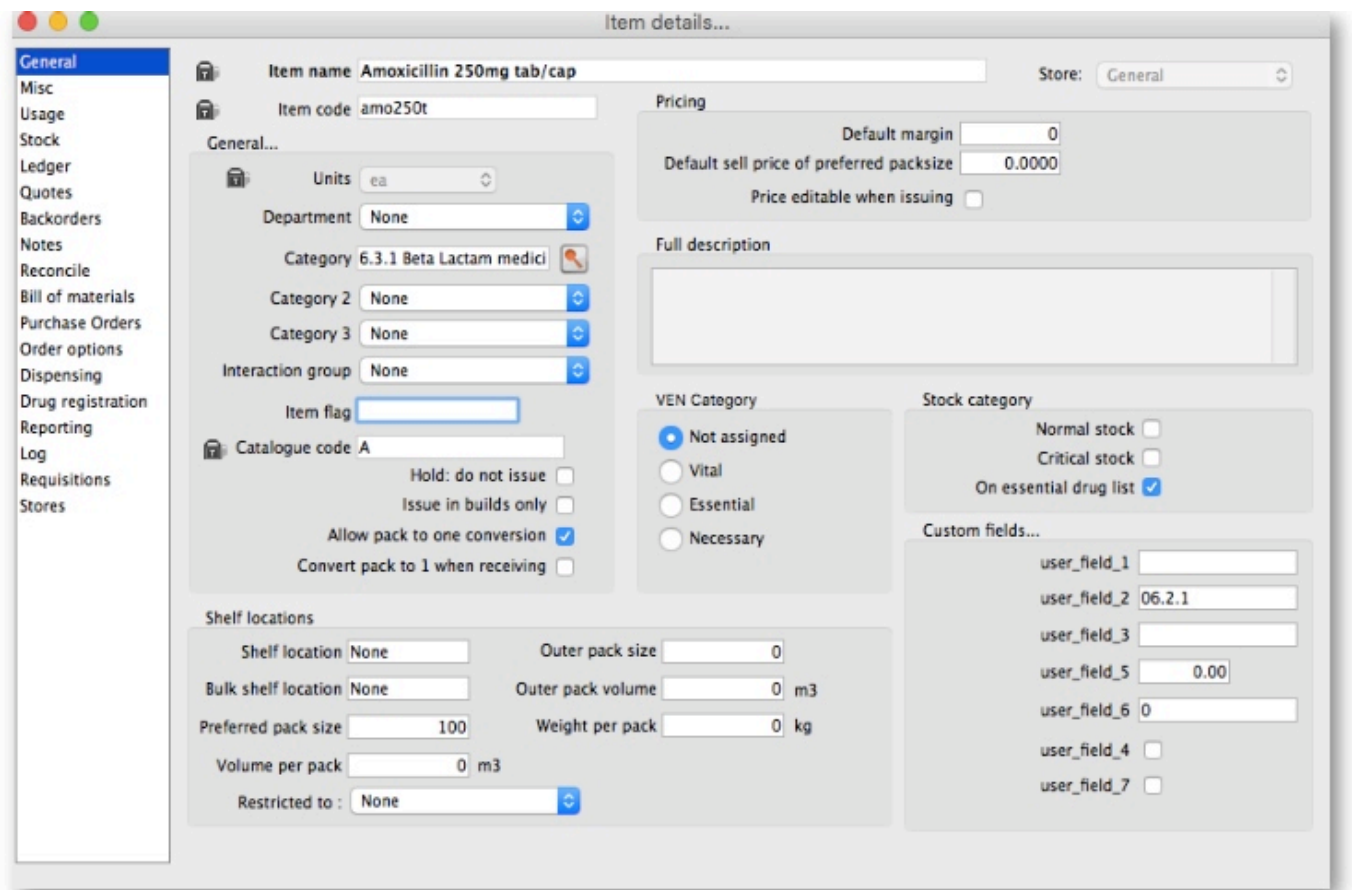 Item details...
General
Misc
Usage
Stock
Ledger
Quotes
Backorders
Notes
Reconcile
Bill of materials
Purchase Orders
Order options
Dispensing
Drug registration
Reporting
Log
Requisitions
Stores
Item name Amoxicillin 250mg tab/cap
Store: General
Item code amo250t
General...
Units ea
Department None
Category 6.3.1 Beta Lactam medici
Category 2 None
Category 3 None
Interaction group None
Item flag
Catalogue code A
Hold: do not issue
Issue in builds only
Allow pack to one conversion
Convert pack to 1 when receiving
Pricing
Default margin 0
Default sell price of preferred packsize 0.0000
Price editable when issuing
Full description
VEN Category
Not assigned
Vital
Essential
Necessary
Stock category
Normal stock
Critical stock
On essential drug list
Custom fields...
user_field_1
user_field_2 06.2.1
user_field_3
user_field_5 0.00
user_field_6 0
user_field_4
user_field_7
Shelf locations
Shelf location None
Bulk shelf location None
Preferred pack size 100
Volume per pack 0 m3
Restricted to : None
Outer pack size 0
Outer pack volume 0 m3
Weight per pack 0 kg